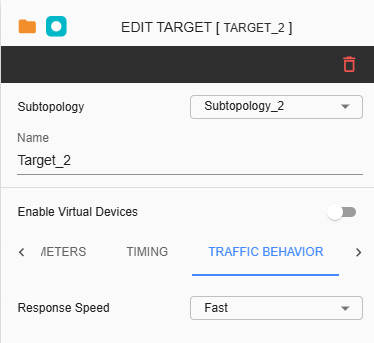 EDIT TARGET [ TARGET_2 ]
Subtopology Subtopology_2
Name
Target_2
Enable Virtual Devices
METERS TIMING TRAFFIC BEHAVIOR
Response Speed Fast